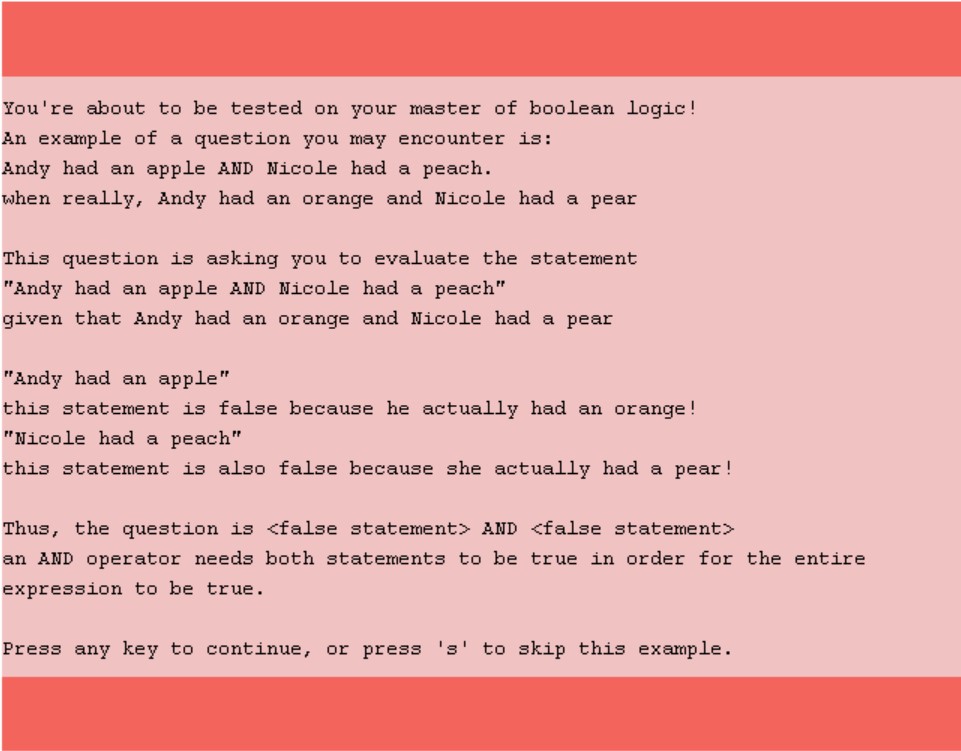 You're about to be tested on your master of boolean logic!
An example of a question you may encounter is:
Andy had an apple AND Nicole had a peach.
when really, Andy had an orange and Nicole had a pear
This question is asking you to evaluate the statement
"Andy had an apple AND Nicole had a peach"
given that Andy had an orange and Nicole had a pear
"Andy had an apple"
this statement is false because he actually had an orange!
"Nicole had a peach"
this statement is also false because she actually had a pear!
Thus, the question is <false statement> AND <false statement>
an AND operator needs both statements to be true in order for the entire
expression to be true.
Press any key to continue, or press 's' to skip this example.